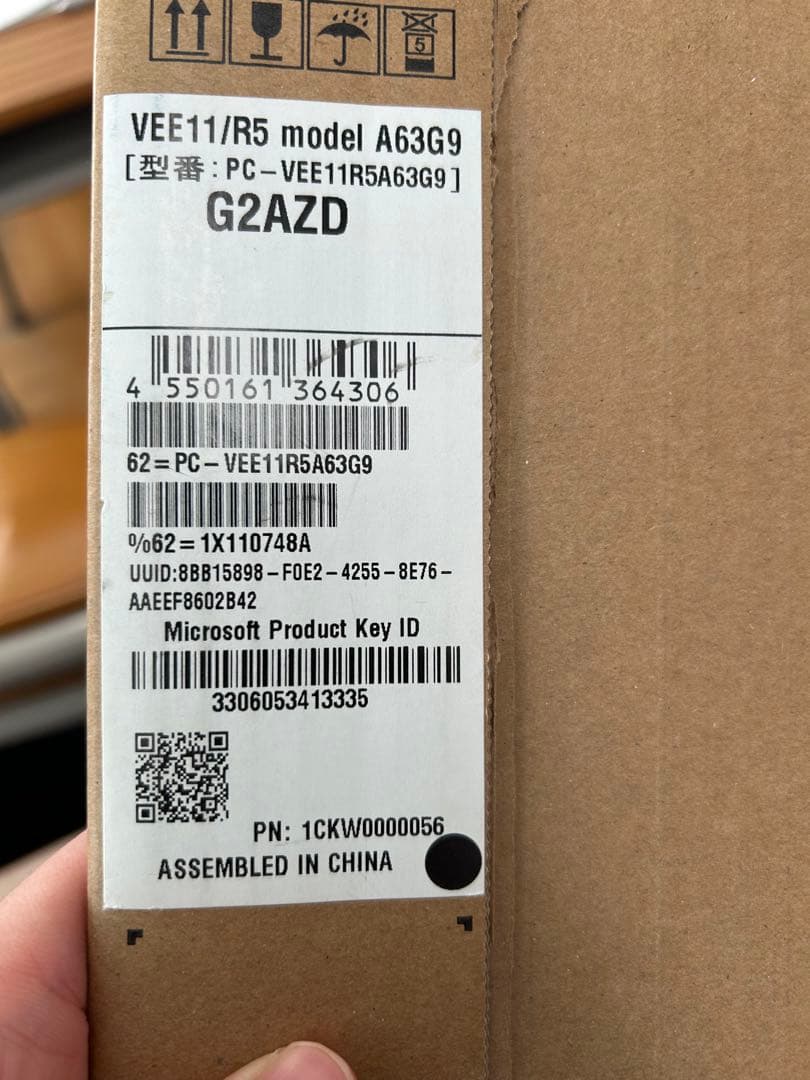 5
VEE11/R5 model A63G9
[型番:PC-VEE11R5A63G9]
G2AZD
4 550161 364306
62=PC-VEE11R5A63G9
%62=1X110748A
UUID:8BB15898-F0E2-4255-8E76-
AAEEF8602B42
Microsoft Product Key ID
3306053413335
PN: 1CKW0000056
ASSEMBLED IN CHINA